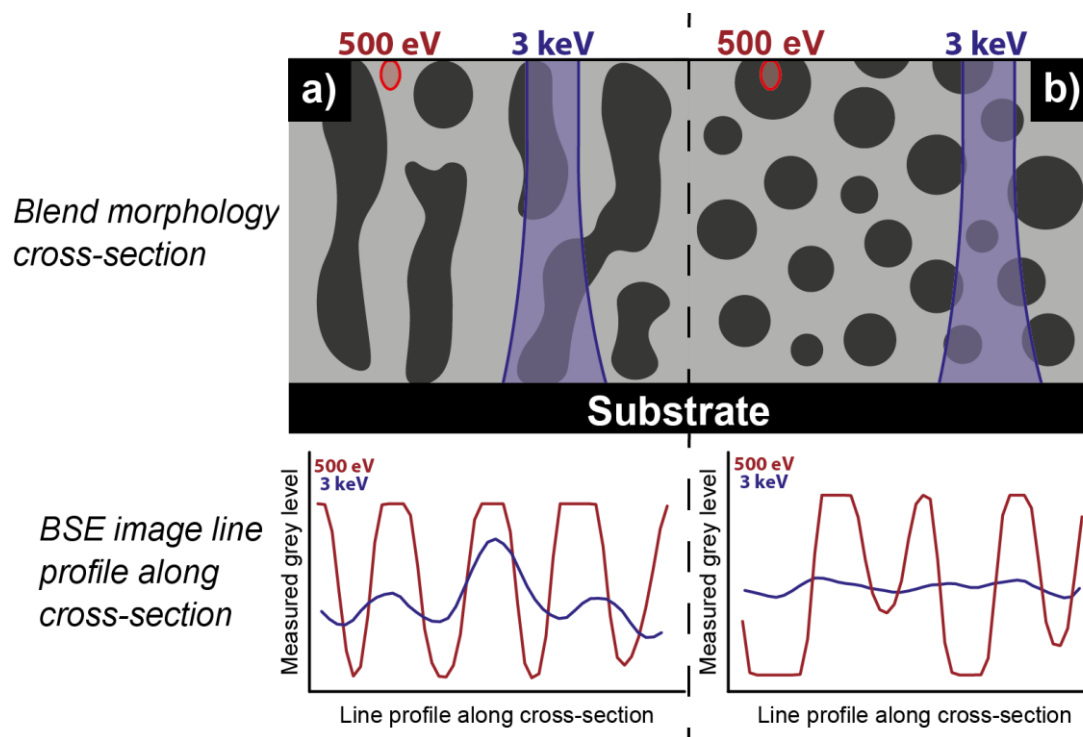 500 eV
3 keV
500 eV
3 keV
a)
b)
Blend morphology
cross-section
Substrate
BSE image line
profile along
cross-section
Measured grey level
500 eV
3 keV
Line profile along cross-section
Measured grey level
500 eV
3 keV
Line profile along cross-section